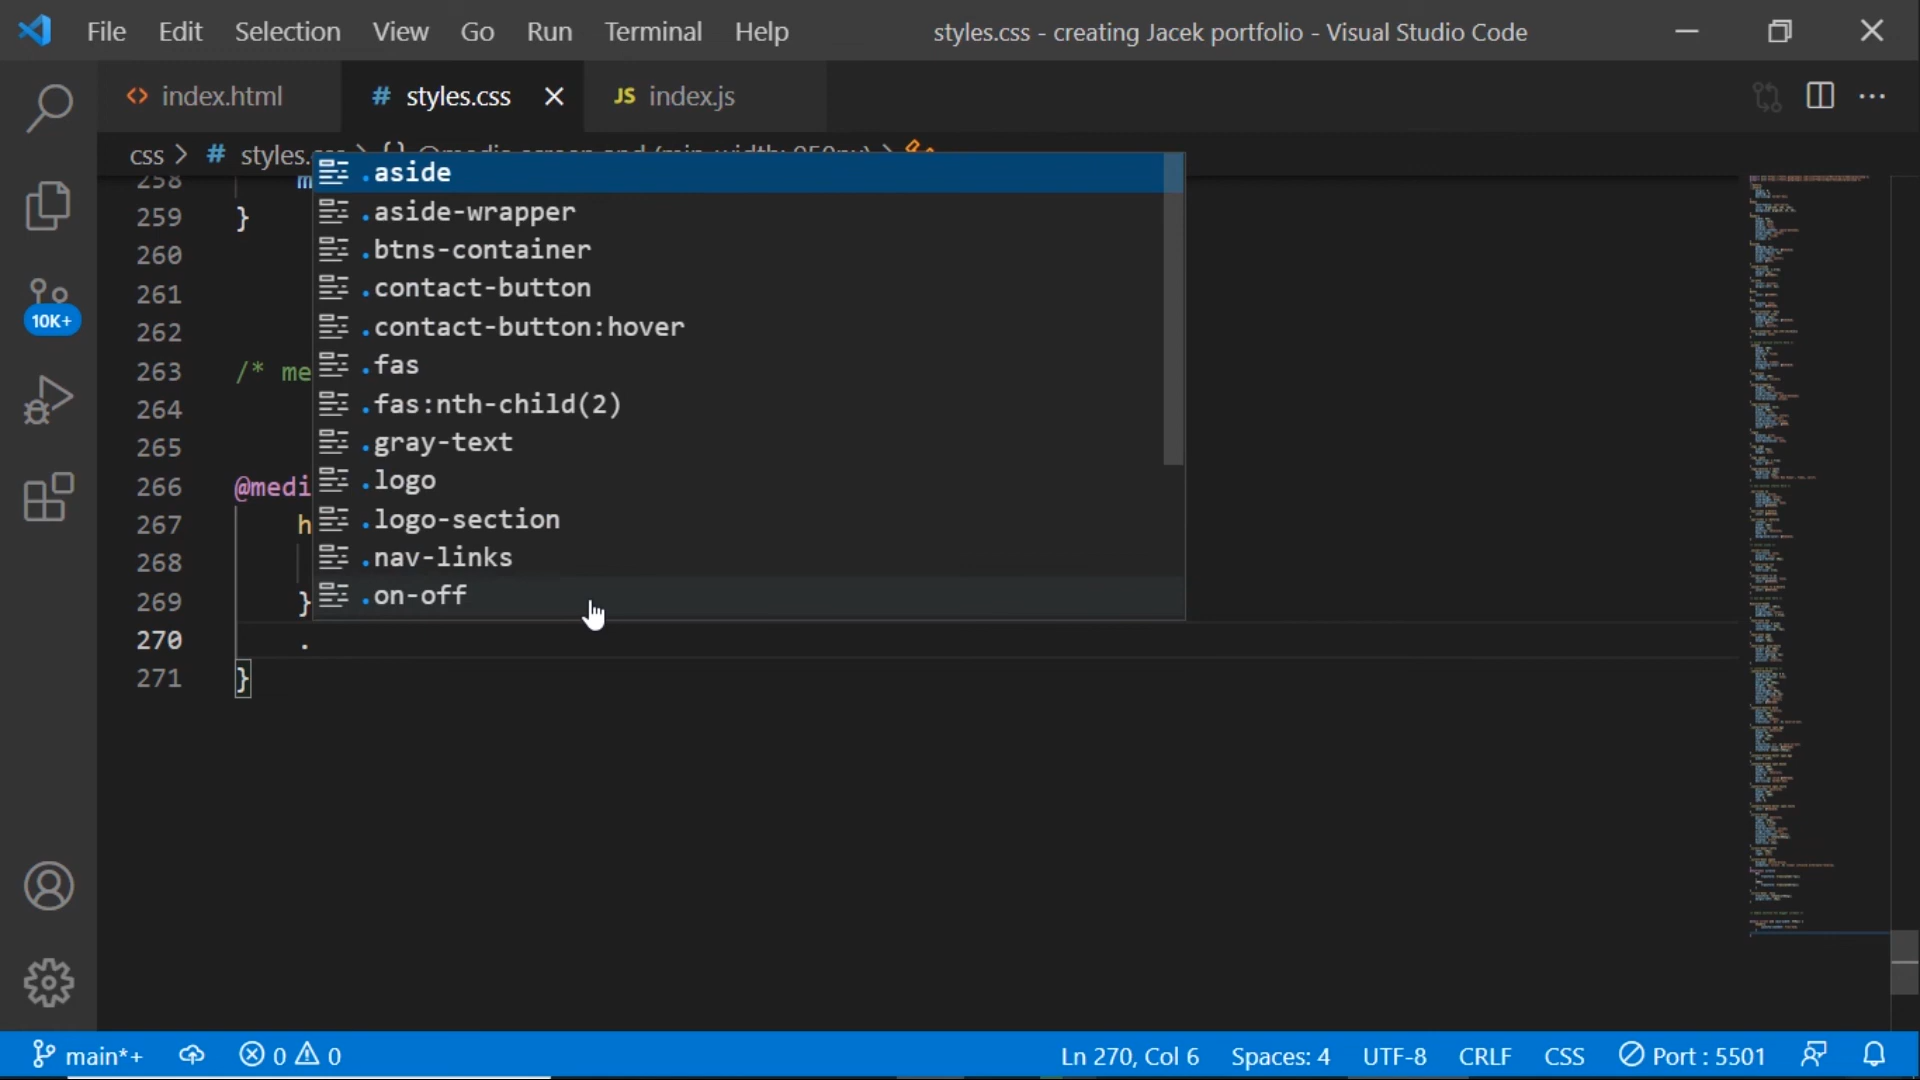 File Edit Selection View Go Run Terminal Help styles.css - creating Jacek portfolio - Visual Studio Code
index.html # styles.css JS index.js
css > # styles.
258 m
259 }
260
261
262
263 /* me
264
265
266 @medi
267 h
268
269 }
270 .
271 }
.aside
.aside-wrapper
.btns-container
.contact-button
.contact-button:hover
.fas
.fas:nth-child(2)
.gray-text
.logo
.logo-section
.nav-links
.on-off
10K+
main*+ 0 0 Ln 270, Col 6 Spaces: 4 UTF-8 CRLF CSS Port : 5501